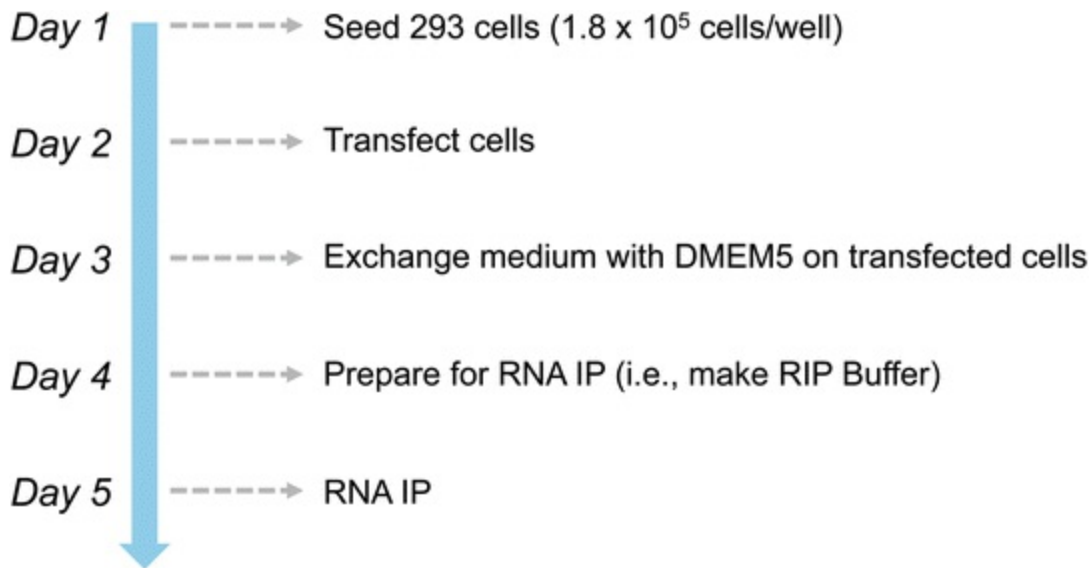 Day 1 Seed 293 cells (1.8 x 10⁵ cells/well)
Day 2 Transfect cells
Day 3 Exchange medium with DMEM5 on transfected cells
Day 4 Prepare for RNA IP (i.e., make RIP Buffer)
Day 5 RNA IP